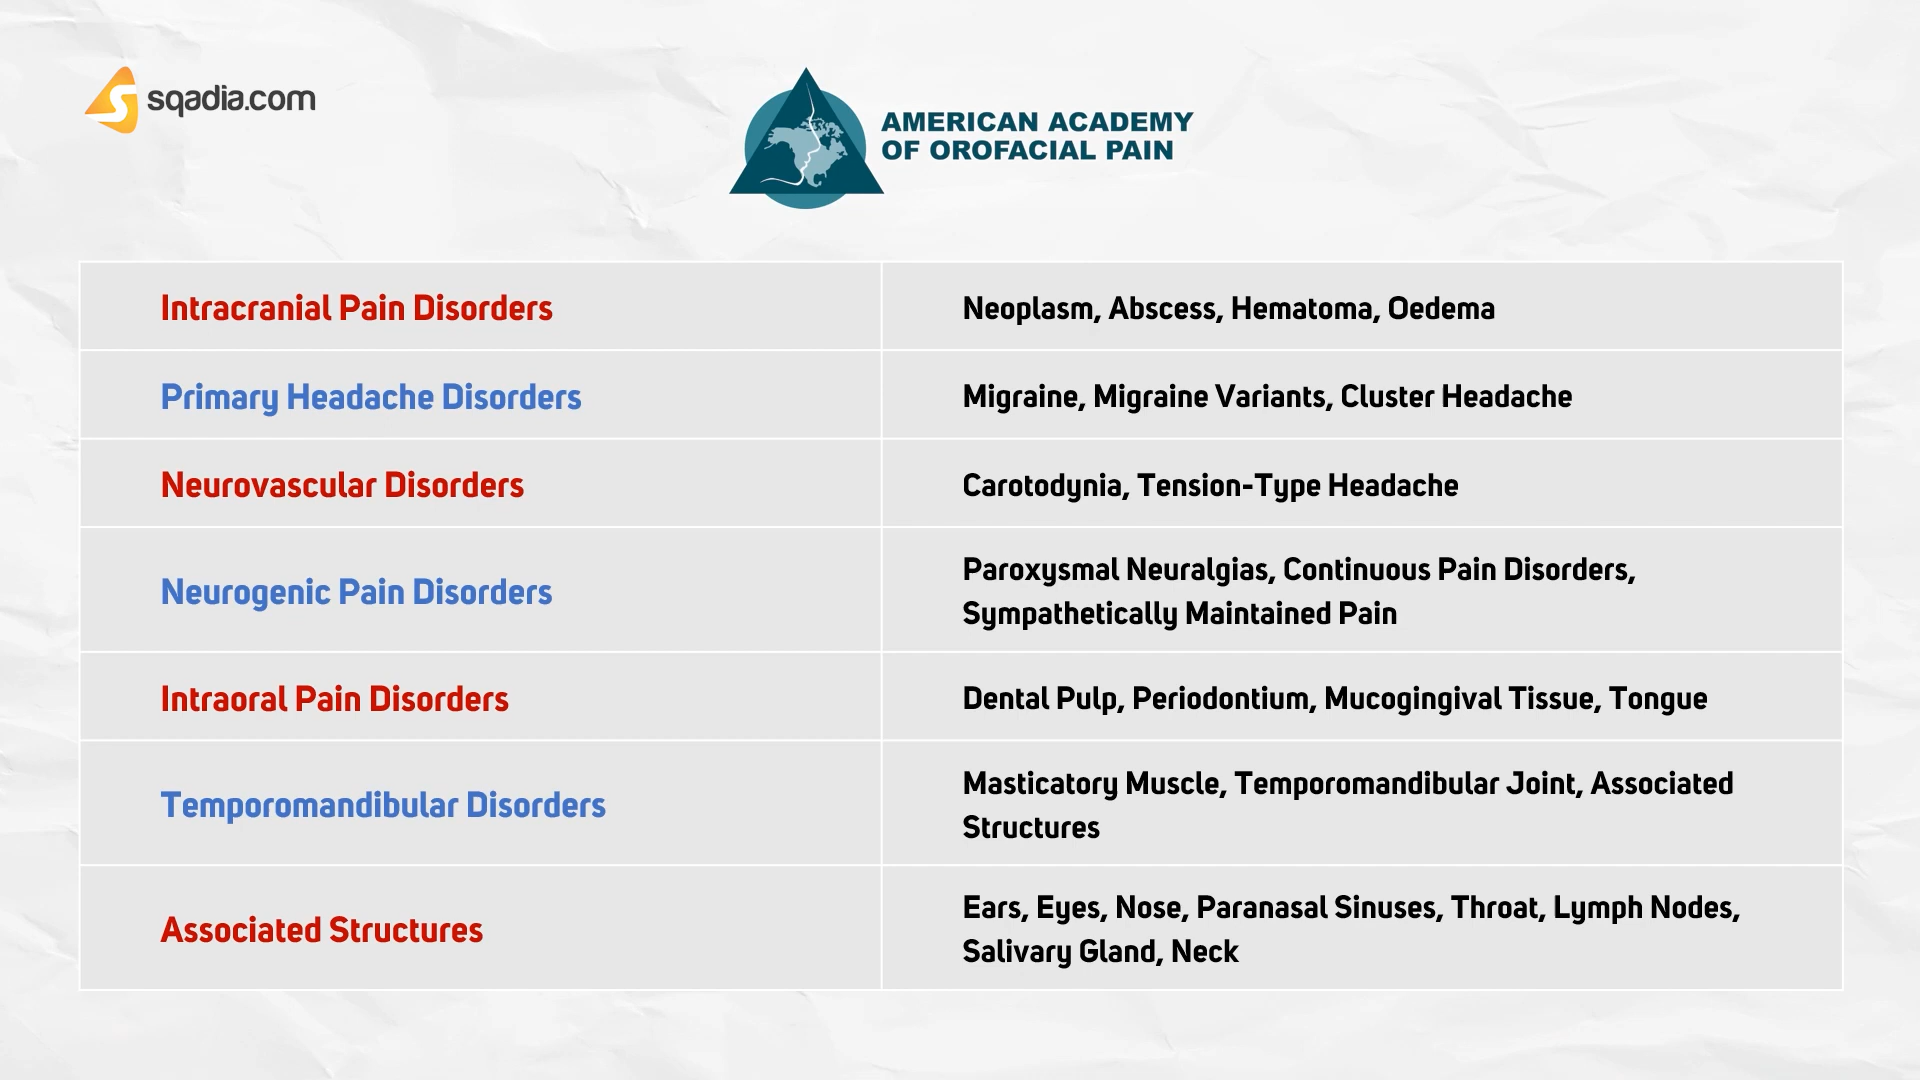 sqadia.com
AMERICAN ACADEMY
OF OROFACIAL PAIN
Intracranial Pain Disorders
Neoplasm, Abscess, Hematoma, Oedema
Primary Headache Disorders
Migraine, Migraine Variants, Cluster Headache
Neurovascular Disorders
Carotodynia, Tension-Type Headache
Neurogenic Pain Disorders
Paroxysmal Neuralgias, Continuous Pain Disorders,
Sympathetically Maintained Pain
Intraoral Pain Disorders
Dental Pulp, Periodontium, Mucogingival Tissue, Tongue
Temporomandibular Disorders
Masticatory Muscle, Temporomandibular Joint, Associated
Structures
Associated Structures
Ears, Eyes, Nose, Paranasal Sinuses, Throat, Lymph Nodes,
Salivary Gland, Neck